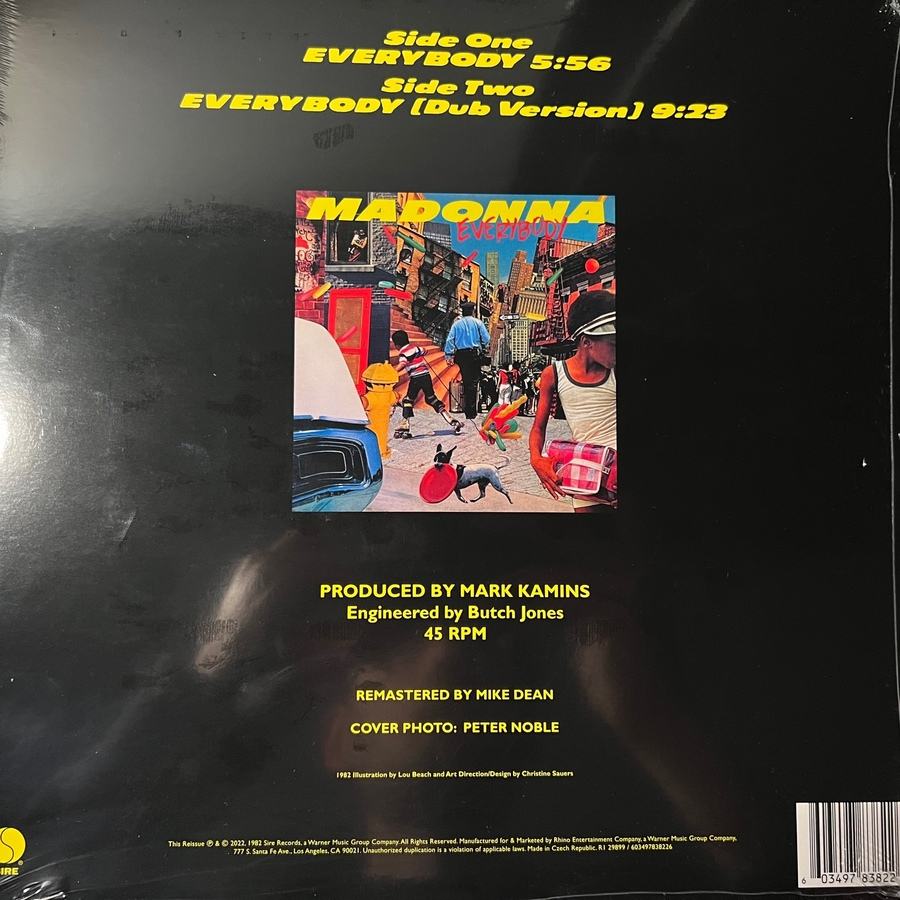 Side One
EVERYBODY 5:56
Side Two
EVERYBODY (Dub Version) 9:23
MADONNA
EVERYBODY
PRODUCED BY MARK KAMINS
Engineered by Butch Jones
45 RPM
REMASTERED BY MIKE DEAN
COVER PHOTO: PETER NOBLE
1982 Illustration by Lou Beach and Art Direction/Design by Christine Sauers
This Reissue ℗ & © 2022, 1982 Sire Records, a Warner Music Group Company. All Rights Reserved. Manufactured for & Marketed by Rhino Entertainment Company, a Warner Music Group Company,
777 S. Santa Fe Ave., Los Angeles, CA 90021. Unauthorized duplication is a violation of applicable laws. Made in Czech Republic. R1 29899 / 603497838226
SIRE
6 03497 83822